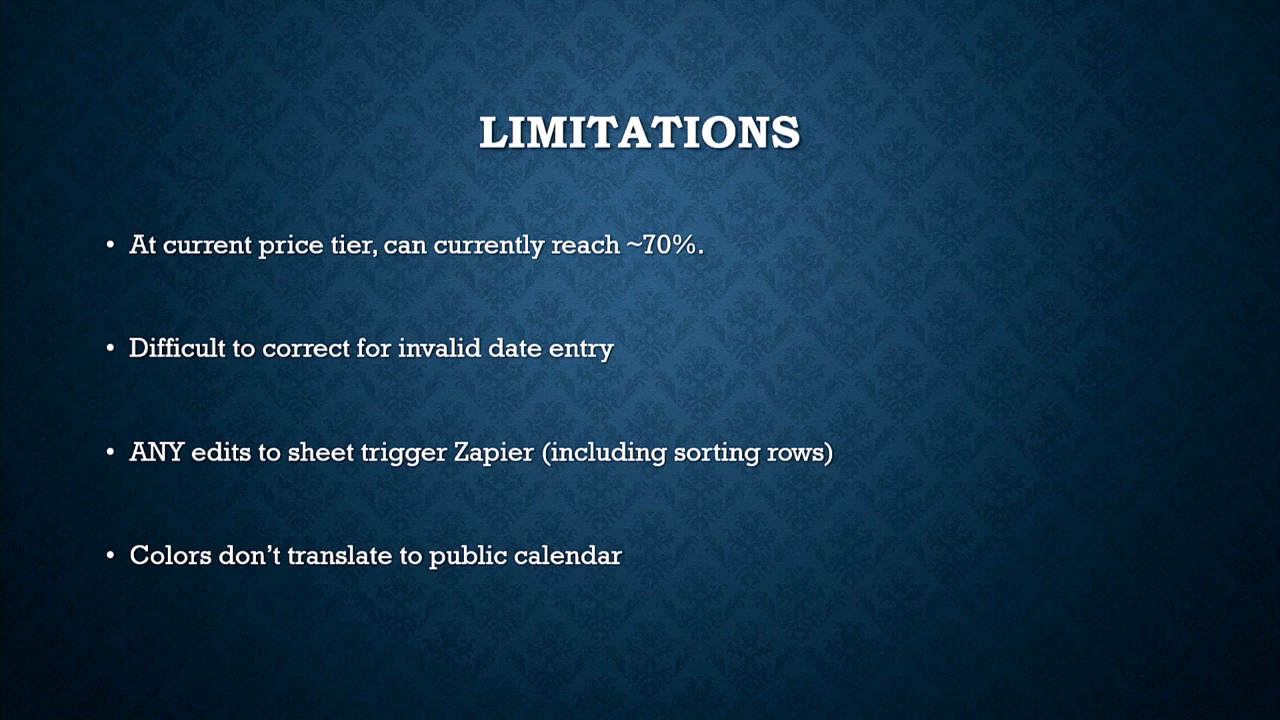 LIMITATIONS
• At current price tier, can currently reach ~70%.
• Difficult to correct for invalid date entry
• ANY edits to sheet trigger Zapier (including sorting rows)
• Colors don’t translate to public calendar